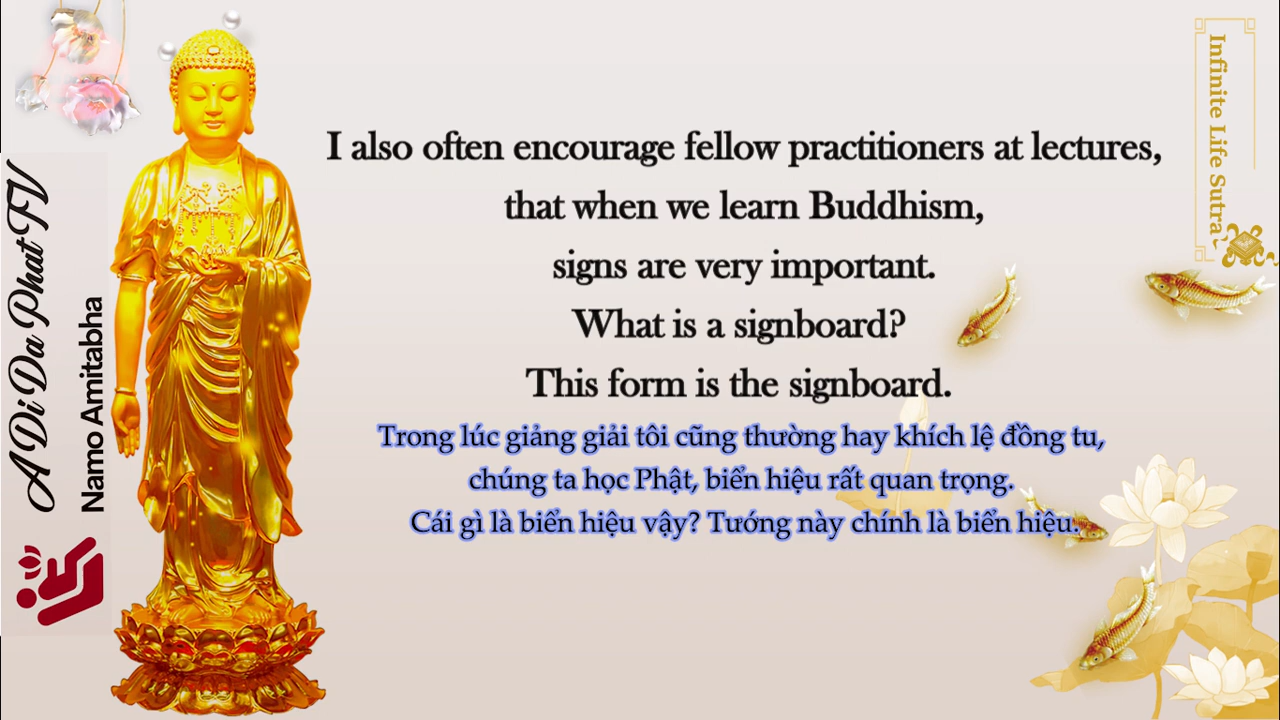 A Di Da Phat TV
Namo Amitabha
Infinite Life Sutra
I also often encourage fellow practitioners at lectures,
that when we learn Buddhism,
signs are very important.
What is a signboard?
This form is the signboard.
Trong lúc giảng giải tôi cũng thường hay khích lệ đồng tu,
chúng ta học Phật, biển hiệu rất quan trọng.
Cái gì là biển hiệu vậy? Tướng này chính là biển hiệu.